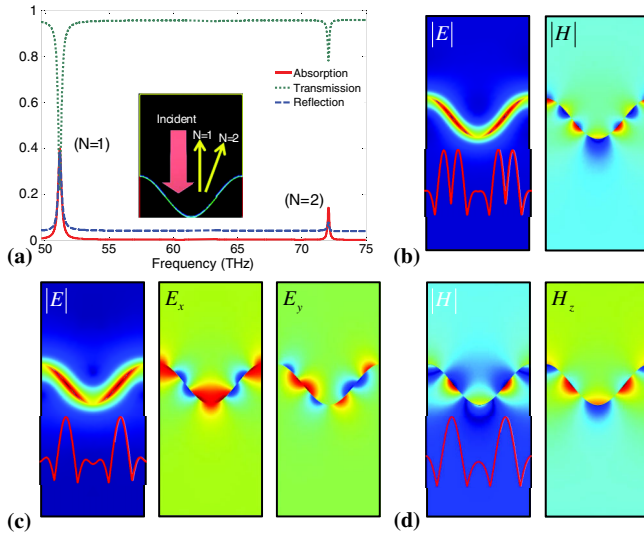 1
0.8
0.6
0.4
0.2
0
50
55
60
65
70
75
Frequency (THz)
(a)
Absorption
Transmission
Reflection
(N=1)
(N=2)
Incident
N=1
N=2
|E|
|H|
(b)
|E|
E_x
E_y
(c)
|H|
H_z
(d)